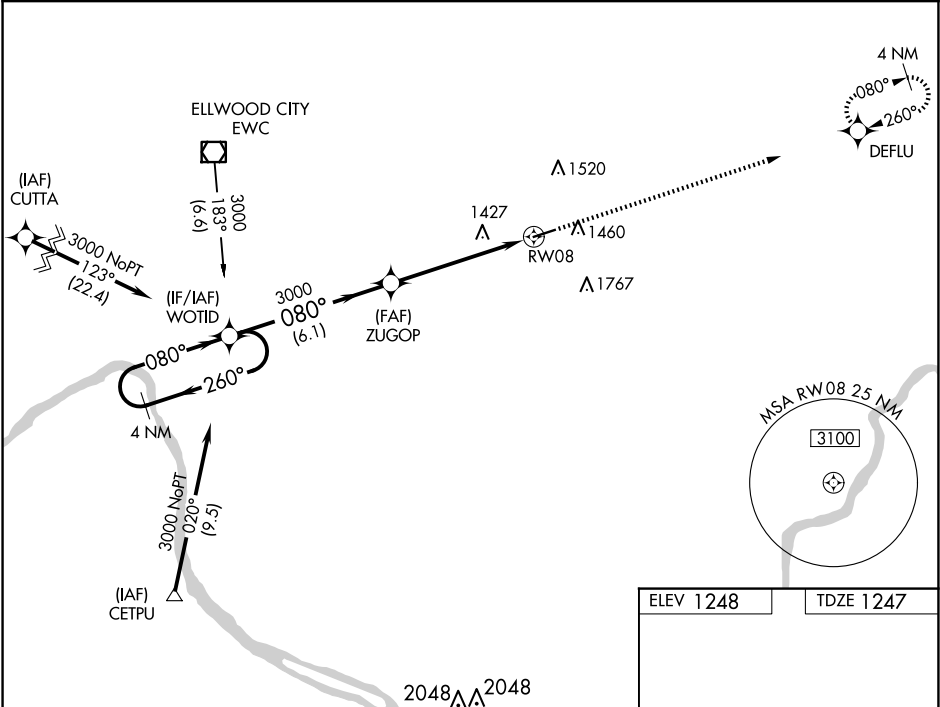 4 NM
080°
260°
DEFLU
ELLWOOD CITY
EWC
3000
183°
(6.6)
1520
(IAF)
CUTTA
3000 NoPT
123°
(22.4)
1427
1460
RW08
1767
(IF/IAF)
WOTID
3000
080°
(6.1)
(FAF)
ZUGOP
080°
260°
4 NM
3000 NoPT
020°
(9.5)
(IAF)
CETPU
MSA RW08 25 NM
3100
ELEV 1248
TDZE 1247
2048 2048